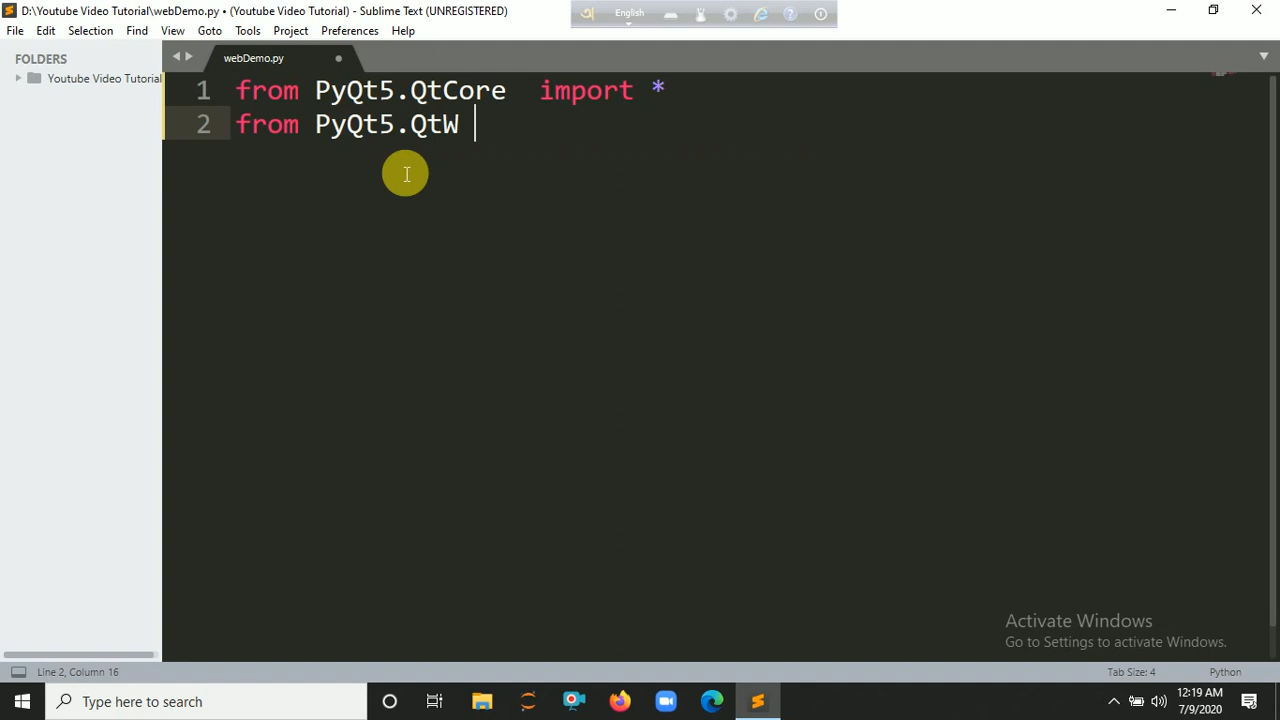 D:\Youtube Video Tutorial\webDemo.py • (Youtube Video Tutorial) - Sublime Text (UNREGISTERED)
অ English
File Edit Selection Find View Goto Tools Project Preferences Help
FOLDERS
Youtube Video Tutorial
webDemo.py
1 from PyQt5.QtCore  import *
2 from PyQt5.QtW
Activate Windows
Go to Settings to activate Windows.
Line 2, Column 16
Tab Size: 4
Python
Type here to search
12:19 AM
7/9/2020